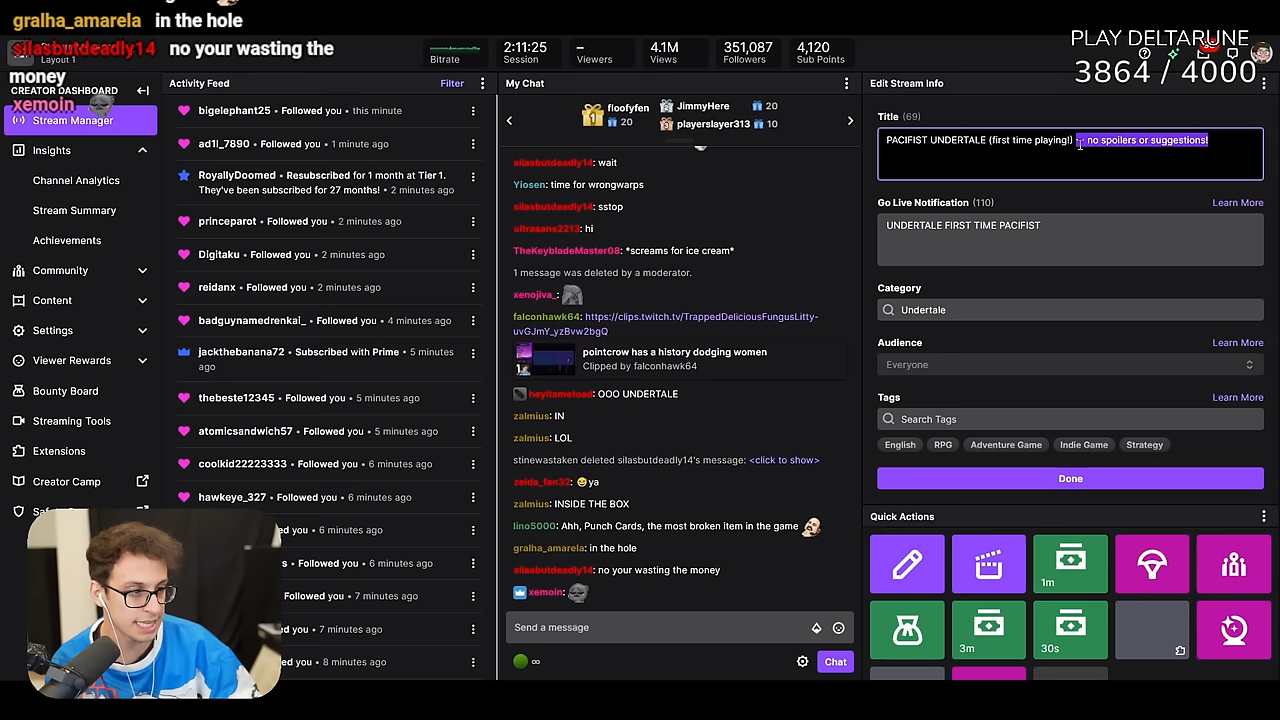 gralha_amarela in the hole
silasbutdeadly14 no your wasting the
money
xemoin
Layout 1
CREATOR DASHBOARD
Stream Manager
Insights
Channel Analytics
Stream Summary
Achievements
Community
Content
Settings
Viewer Rewards
Bounty Board
Streaming Tools
Extensions
Creator Camp
Bitrate
2:11:25
Session
–
Viewers
4.1M
Views
351,087
Followers
4,120
Sub Points
PLAY DELTARUNE
3864 / 4000
Activity Feed
Filter
bigelephant25 • Followed you • this minute
ad1l_7890 • Followed you • 1 minute ago
RoyallyDoomed • Resubscribed for 1 month at Tier 1.
They've been subscribed for 27 months! • 2 minutes ago
princeparot • Followed you • 2 minutes ago
Digitaku • Followed you • 2 minutes ago
reidanx • Followed you • 2 minutes ago
badguynamedrenkai_ • Followed you • 4 minutes ago
jackthebanana72 • Subscribed with Prime • 5 minutes
ago
thebeste12345 • Followed you • 5 minutes ago
atomicsandwich57 • Followed you • 5 minutes ago
coolkid22223333 • Followed you • 6 minutes ago
hawkeye_327 • Followed you • 6 minutes ago
ed you • 6 minutes ago
s • Followed you • 6 minutes ago
Followed you • 7 minutes ago
you • 7 minutes ago
ed you • 8 minutes ago
My Chat
1
floofyfen
20
2
JimmyHere
20
3
playerslayer313
10
silasbutdeadly14: wait
Yiosen: time for wrongwarps
silasbutdeadly14: sstop
ultrasans2213: hi
TheKeybladeMaster08: *screams for ice cream*
1 message was deleted by a moderator.
xenojiva_:
falconhawk64: https://clips.twitch.tv/TrappedDeliciousFungusLitty-
uvGJmY_yzBvw2bgQ
pointcrow has a history dodging women
Clipped by falconhawk64
heyitsmatoad: OOO UNDERTALE
zalmius: IN
zalmius: LOL
stinewastaken deleted silasbutdeadly14's message: <click to show>
zelda_fan32: ya
zalmius: INSIDE THE BOX
lino5000: Ahh, Punch Cards, the most broken item in the game
gralha_amarela: in the hole
silasbutdeadly14: no your wasting the money
xemoin:
Send a message
∞
Chat
Edit Stream Info
Title (69)
PACIFIST UNDERTALE (first time playing!) - no spoilers or suggestions!
Go Live Notification (110)
Learn More
UNDERTALE FIRST TIME PACIFIST
Category
Undertale
Audience
Learn More
Everyone
Tags
Learn More
Search Tags
English
RPG
Adventure Game
Indie Game
Strategy
Done
Quick Actions
1m
3m
30s